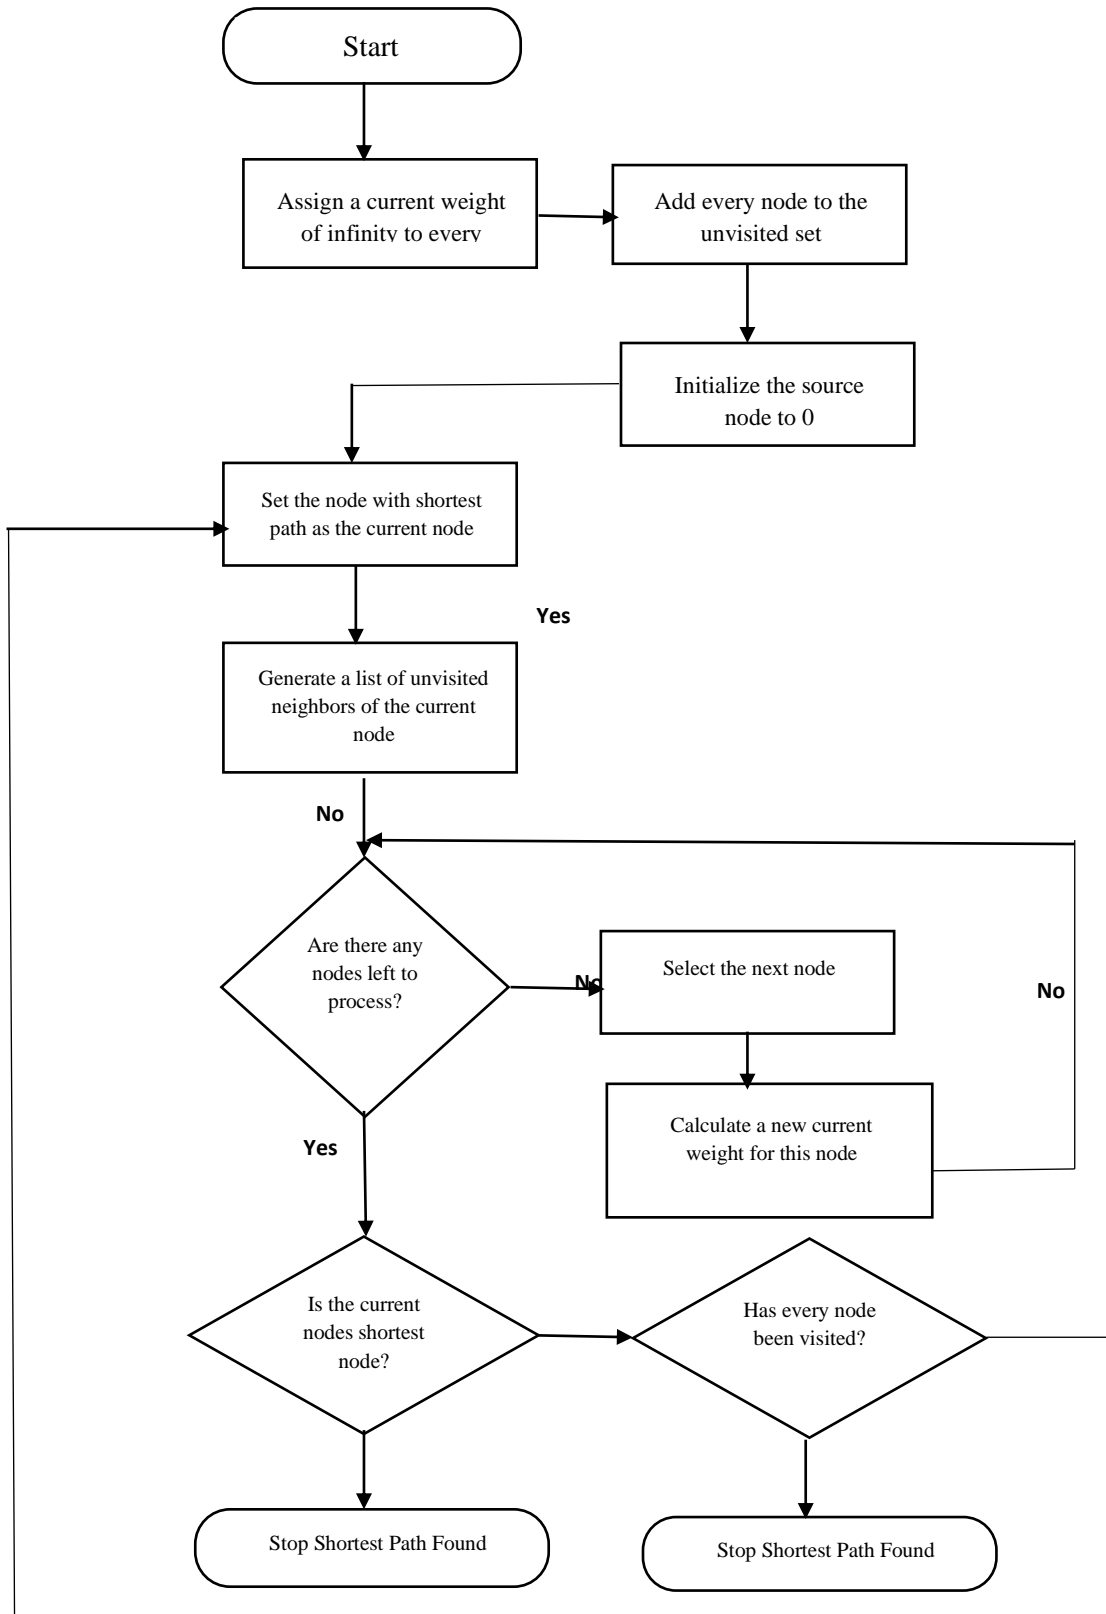 Start
Assign a current weight
of infinity to every
Add every node to the
unvisited set
Initialize the source
node to 0
Set the node with shortest
path as the current node
Yes
Generate a list of unvisited
neighbors of the current
node
No
Are there any
nodes left to
process?
No
Select the next node
No
Calculate a new current
weight for this node
Yes
Is the current
nodes shortest
node?
Has every node
been visited?
Stop Shortest Path Found
Stop Shortest Path Found